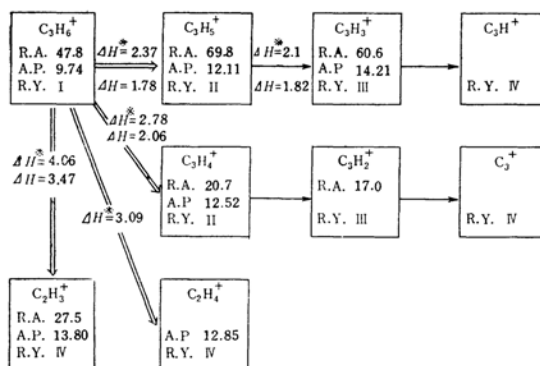 C₃H₆⁺
R.A. 47.8
A.P. 9.74
R.Y. I
ΔH※=2.37
ΔH=1.78
C₃H₅⁺
R.A. 69.8
A.P. 12.11
R.Y. II
ΔH※=2.1
ΔH=1.82
C₃H₃⁺
R.A. 60.6
A.P 14.21
R.Y. III
C₃H⁺
R.Y. IV
ΔH※=2.78
ΔH=2.06
C₃H₄⁺
R.A. 20.7
A.P 12.52
R.Y. II
C₃H₂⁺
R.A. 17.0
R.Y. III
C₃⁺
R.Y. IV
ΔH※=4.06
ΔH=3.47
ΔH※=3.09
C₂H₃⁺
R.A. 27.5
A.P. 13.80
R.Y. IV
C₂H₄⁺
A.P 12.85
R.Y. IV